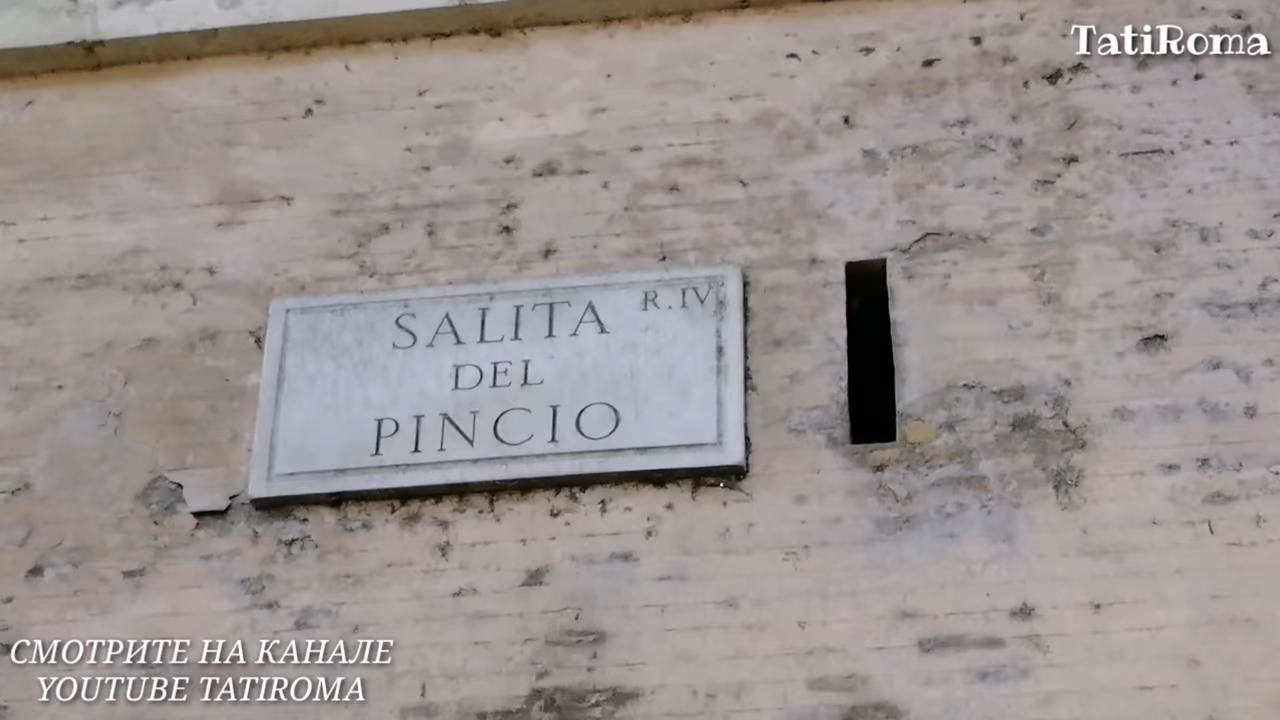 TatiRoma
SALITA R.IV
DEL
PINCIO
СМОТРИТЕ НА КАНАЛЕ
YOUTUBE TATIROMA